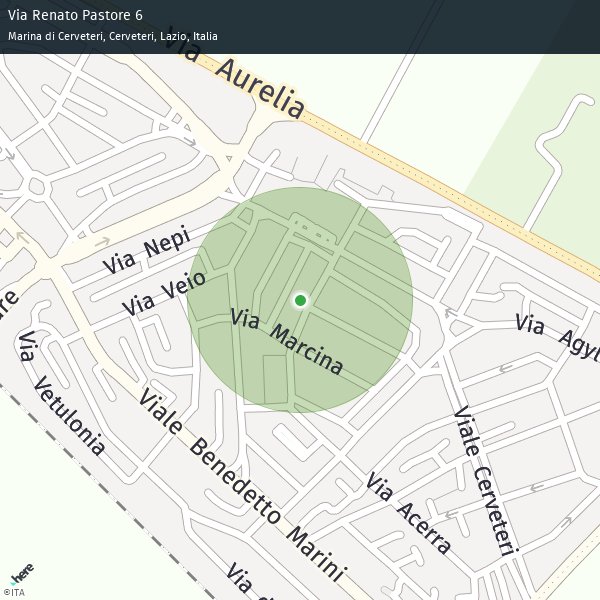 Via Renato Pastore 6
Marina di Cerveteri, Cerveteri, Lazio, Italia
Via Aurelia
Via Nepi
Via Veio
Via Marcina
Via Agyl
are
Via Vetulonia
Viale Benedetto Marini
Viale Cerveteri
Via Acerra
Via d
here
©ITA